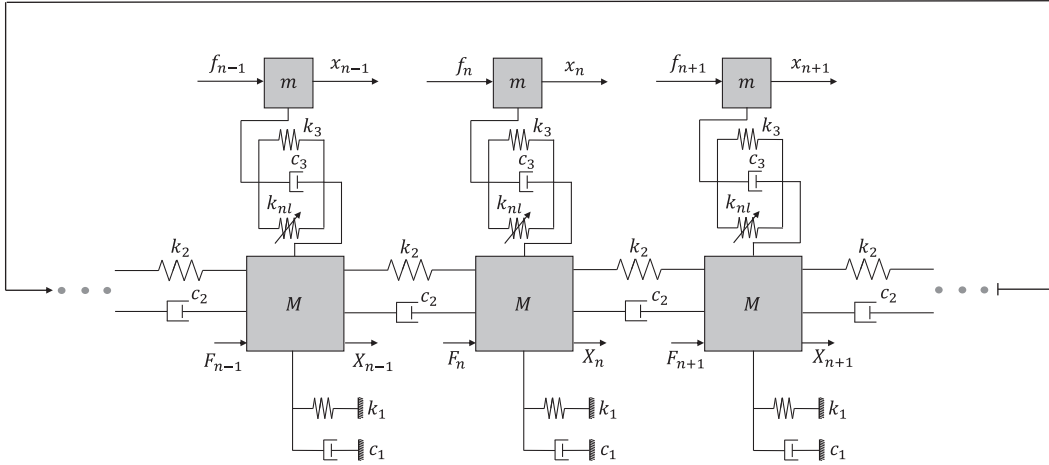 f_{n-1} m x_{n-1} f_n m x_n f_{n+1} m x_{n+1}
k_3 k_3 k_3
c_3 c_3 c_3
k_{nl} k_{nl} k_{nl}
k_2 k_2 k_2 k_2
c_2 M c_2 M c_2 M c_2
F_{n-1} X_{n-1} F_n X_n F_{n+1} X_{n+1}
k_1 k_1 k_1
c_1 c_1 c_1